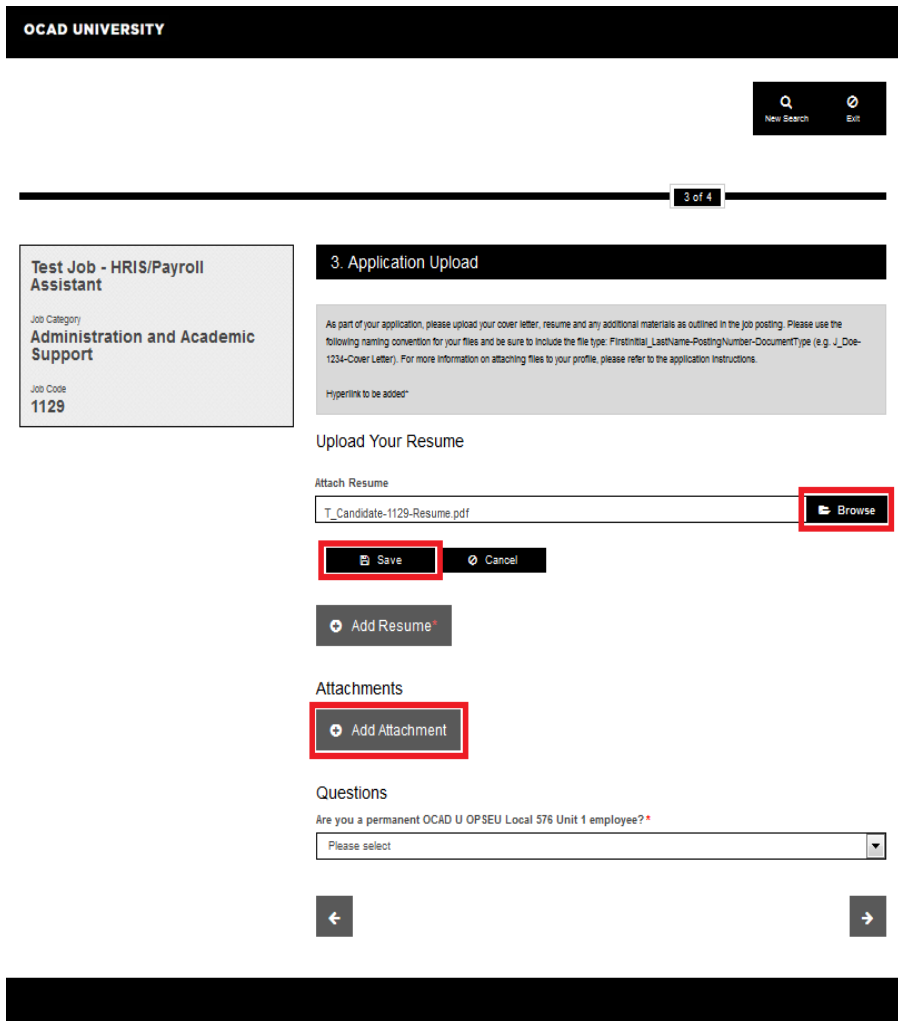 OCAD UNIVERSITY
New Search
Exit
3 of 4
Test Job - HRIS/Payroll
Assistant
Job Category
Administration and Academic
Support
Job Code
1129
3. Application Upload
As part of your application, please upload your cover letter, resume and any additional materials as outlined in the job posting. Please use the
following naming convention for your files and be sure to include the file type: FirstInitial_LastName-PostingNumber-DocumentType (e.g. J_Doe-
1234-Cover Letter). For more information on attaching files to your profile, please refer to the application instructions.
Hyperlink to be added*
Upload Your Resume
Attach Resume
T_Candidate-1129-Resume.pdf
Browse
Save
Cancel
Add Resume*
Attachments
Add Attachment
Questions
Are you a permanent OCAD U OPSEU Local 576 Unit 1 employee?*
Please select